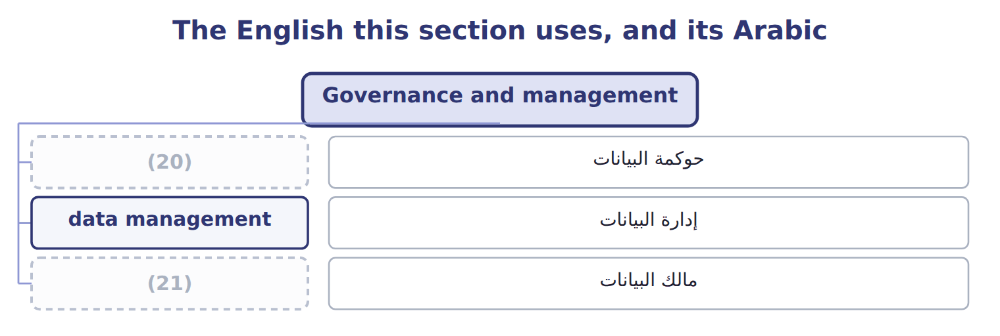 The English this section uses, and its Arabic
Governance and management
(20)
حوكمة البيانات
data management
إدارة البيانات
(21)
مالك البيانات